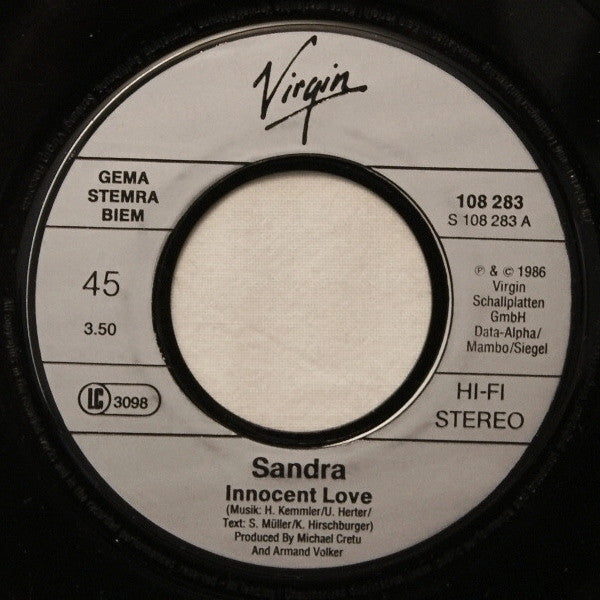 Virgin
GEMA
STEMRA
BIEM
108 283
S 108 283 A
45
3.50
℗ & © 1986
Virgin
Schallplatten
GmbH
Data-Alpha/
Mambo/Siegel
LC 3098
HI-FI
STEREO
Sandra
Innocent Love
(Musik: H. Kemmler/U. Herter/
Text: S. Müller/K. Hirschburger)
Produced By Michael Cretu
And Armand Volker